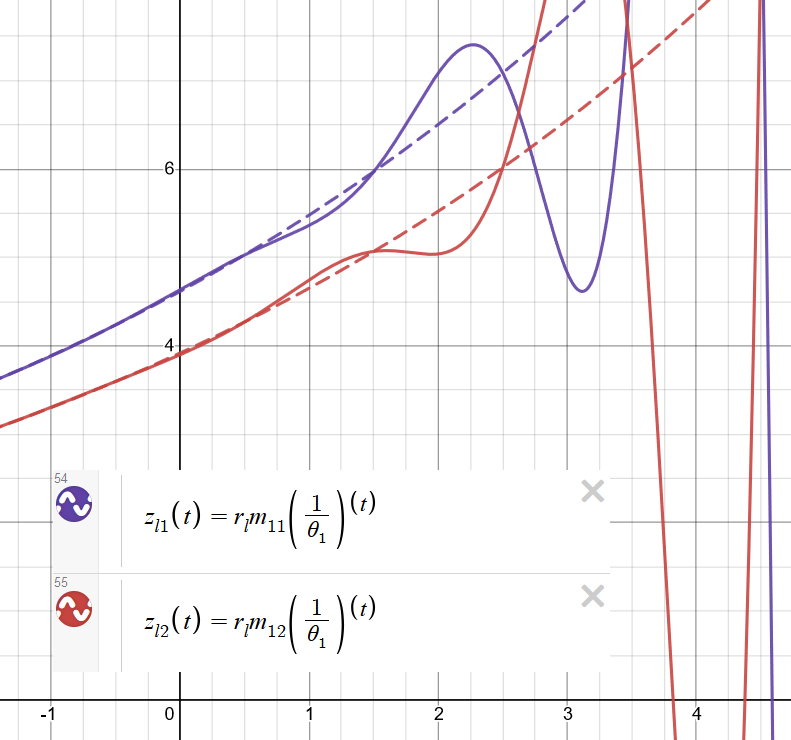 6
4
54
z_{l1}(t) = r_l m_{11} (1/θ_1)^{(t)}
55
z_{l2}(t) = r_l m_{12} (1/θ_1)^{(t)}
-1 0 1 2 3 4